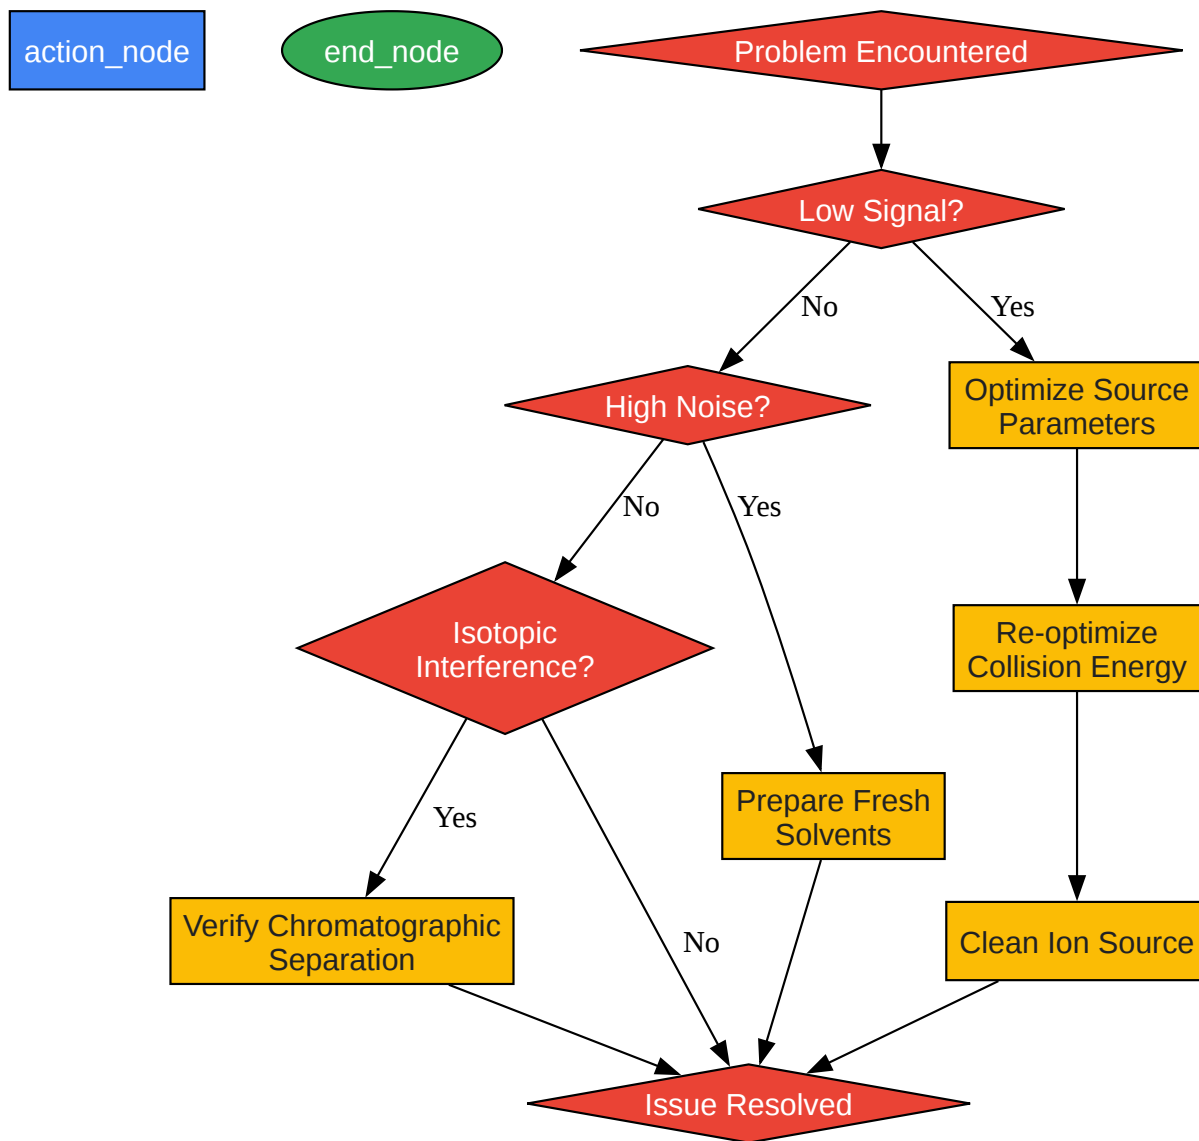 action_node
end_node
Problem Encountered
Low Signal?
No
Yes
High Noise?
Optimize Source
Parameters
No
Yes
Isotopic
Interference?
Re-optimize
Collision Energy
Yes
Prepare Fresh
Solvents
Verify Chromatographic
Separation
No
Clean Ion Source
Issue Resolved